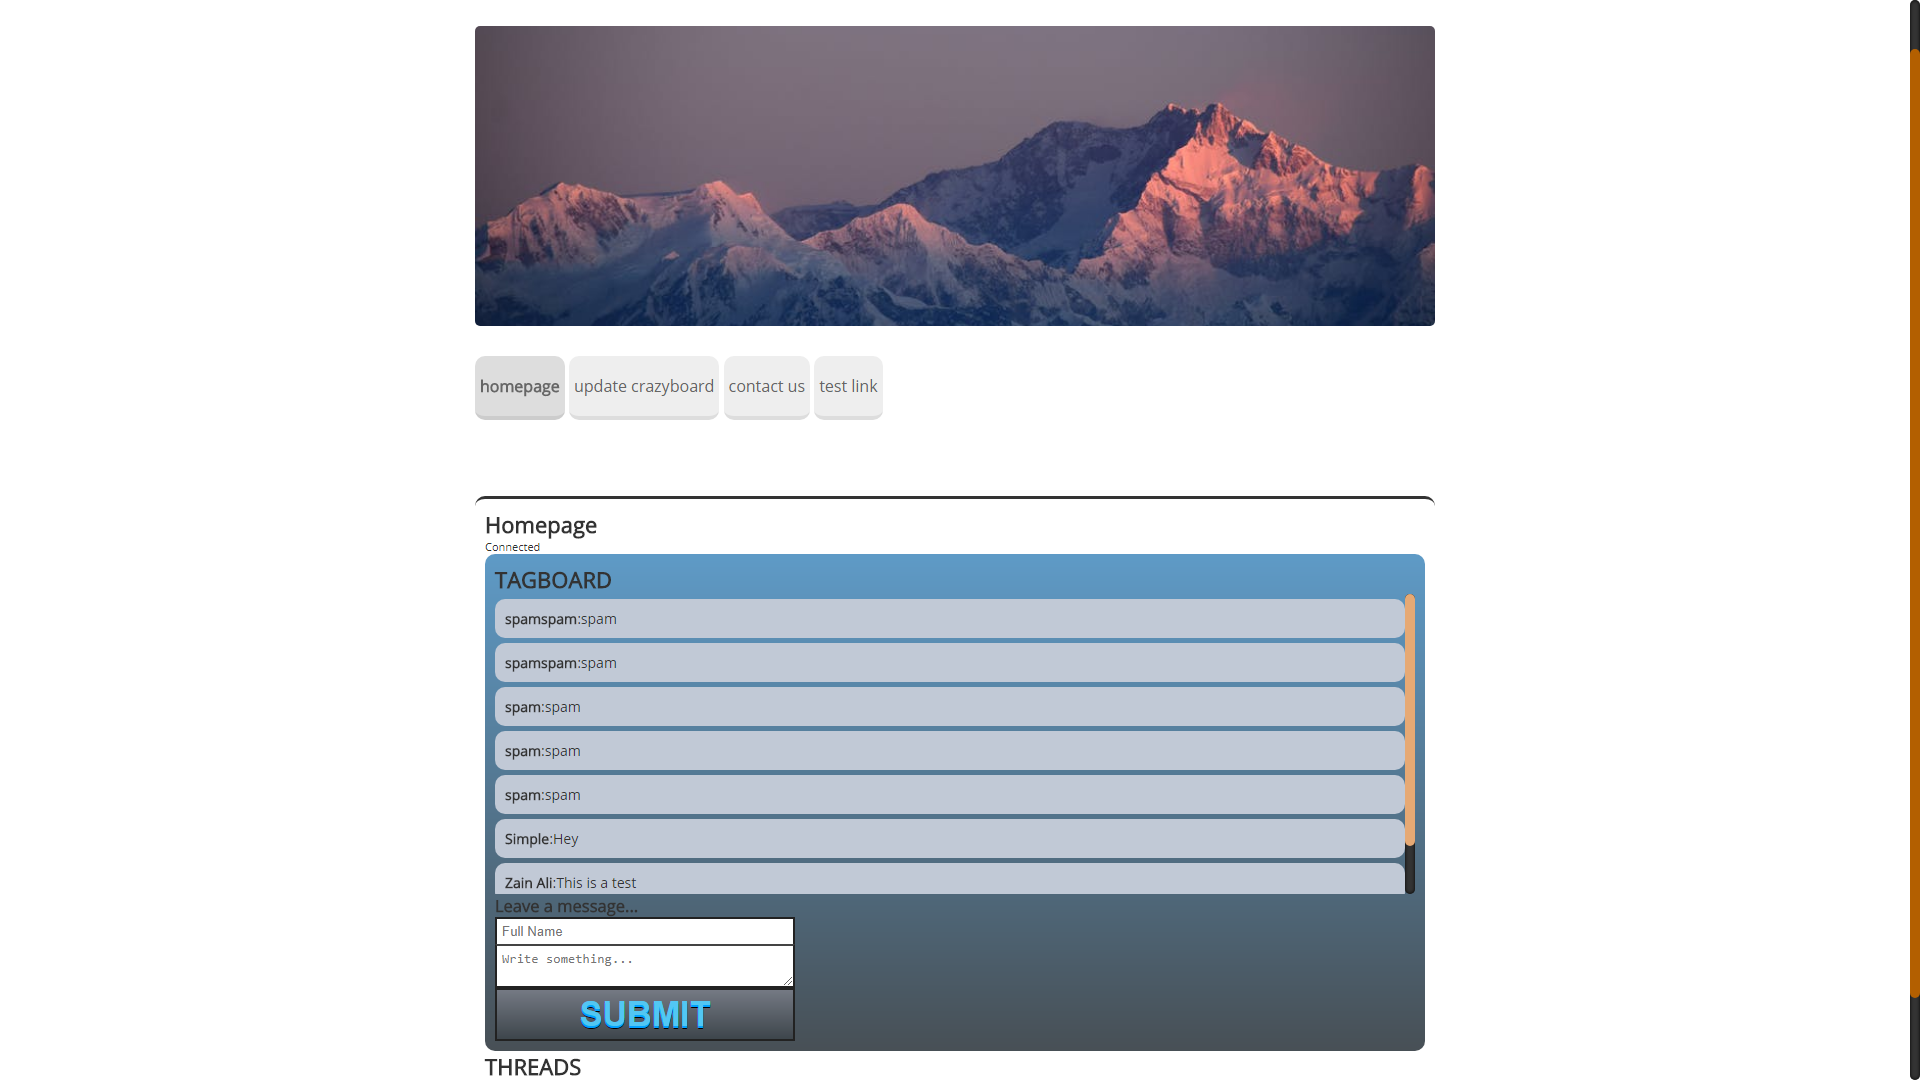 homepage update crazyboard contact us test link
Homepage
Connected
TAGBOARD
spamspam:spam
spamspam:spam
spam:spam
spam:spam
spam:spam
Simple:Hey
Zain Ali:This is a test
Leave a message...
Full Name
Write something...
SUBMIT
THREADS